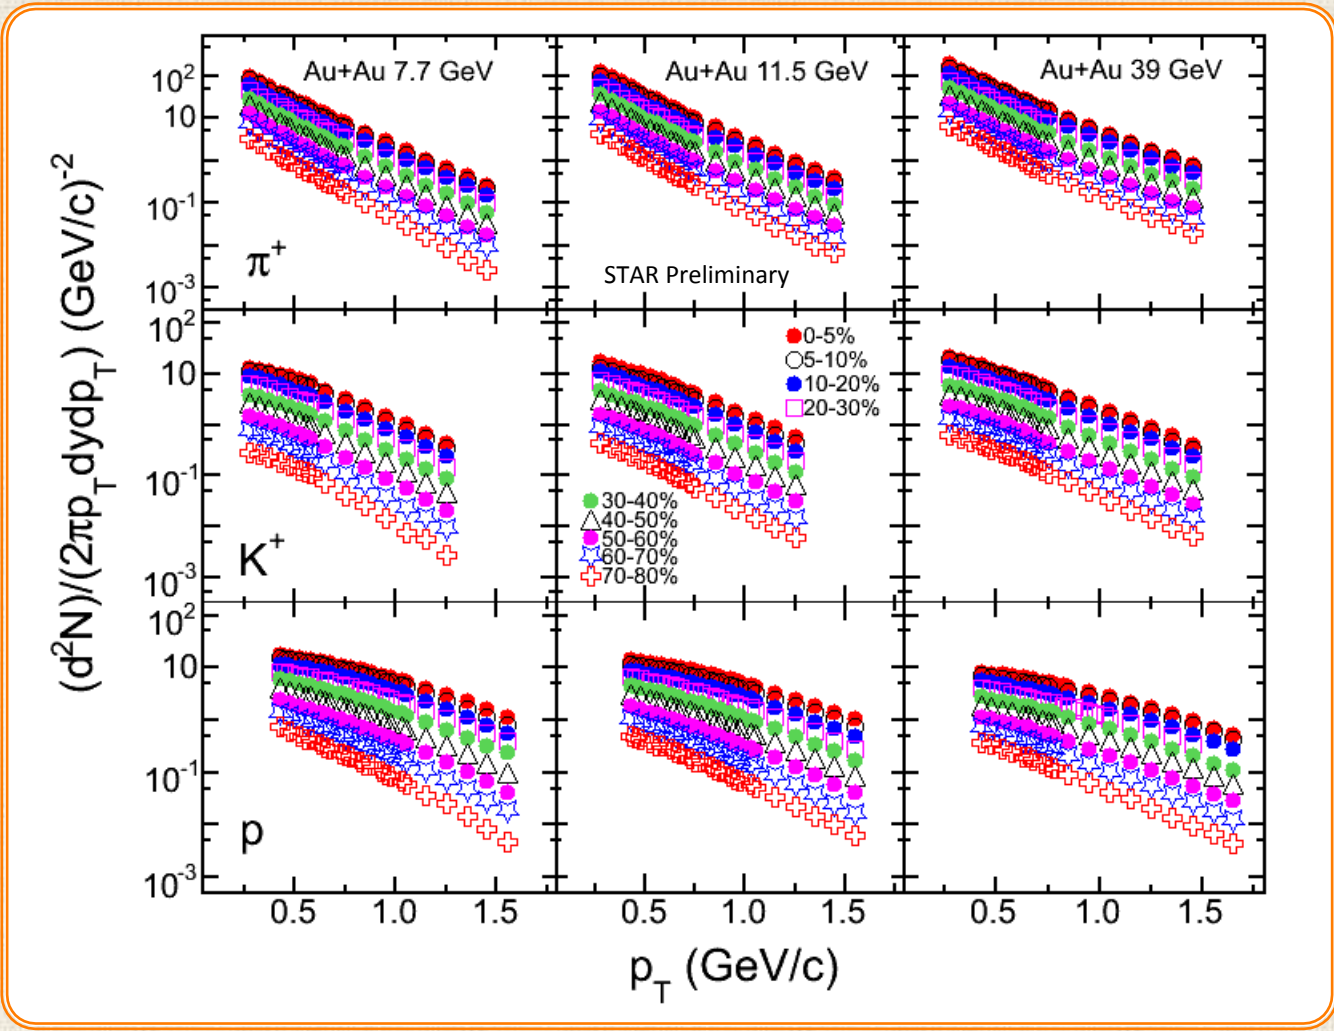 (d²N)/(2πp_T dydp_T) (GeV/c)⁻²
Au+Au 7.7 GeV
Au+Au 11.5 GeV
Au+Au 39 GeV
10²
10
10⁻¹
10⁻³
π⁺
STAR Preliminary
10²
10
10⁻¹
10⁻³
K⁺
0-5%
5-10%
10-20%
20-30%
30-40%
40-50%
50-60%
60-70%
70-80%
10²
10
10⁻¹
10⁻³
p
0.5 1.0 1.5
0.5 1.0 1.5
0.5 1.0 1.5
p_T (GeV/c)